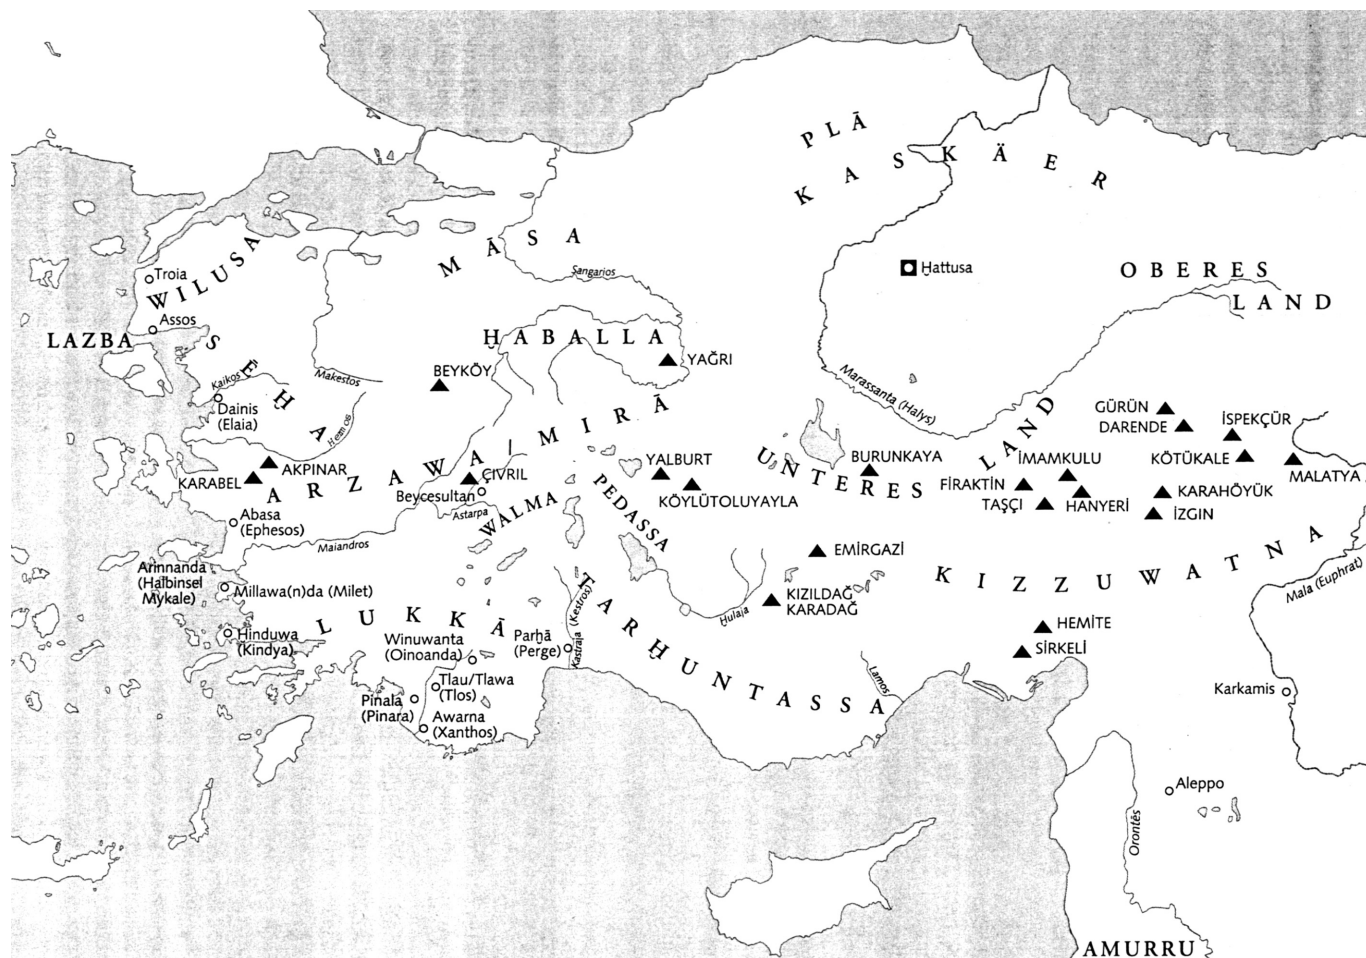 PLĀ
KASKÄER
WILUSA
MĀSA
Troia
Sangarios
Ḫattusa
OBERES
LAND
Assos
LAZBA
ḪABALLA
YAĞRI
SĒḪA
BEYKÖY
Makestos
Kaikos
Dainis
(Elaia)
Hermos
Marassanta (Halys)
MIRĀ
GÜRÜN
DARENDE
İSPEKÇÜR
AKPINAR
KARABEL
ARZAWA
ÇIVRIL
Beycesultan
Astarpa
WALMA
YALBURT
KÖYLÜTOLUYAYLA
PEDASSA
UNTERES
LAND
BURUNKAYA
İMAMKULU
FİRAKTİN
TAŞÇI
HANYERİ
KÖTÜKALE
MALATYA
KARAHÖYÜK
İZGIN
Abasa
(Ephesos)
Maiandros
EMİRGAZİ
KIZZUWATNA
Arinnanda
(Halbinsel
Mykale)
Millawa(n)da (Milet)
KIZILDAĞ
KARADAĞ
Mala (Euphrat)
Ḫulaja
LUKKĀ
Kastraja (Kestros)
TARḪUNTASSA
Hinduwa
(Kindya)
Winuwanta
(Oinoanda)
Parḫā
(Perge)
HEMİTE
SİRKELİ
Lamos
Tlau/Tlawa
(Tlos)
Pinala
(Pinara)
Awarna
(Xanthos)
Karkamis
Aleppo
Orontês
AMURRU